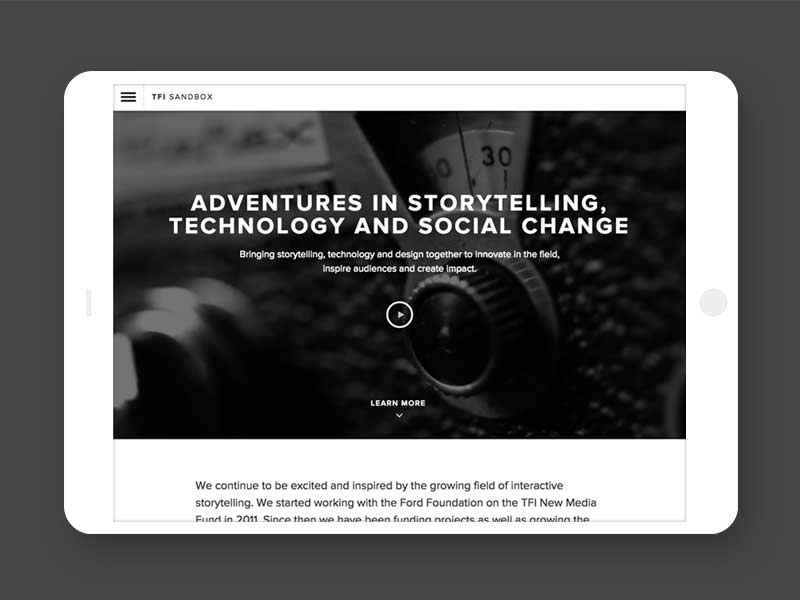 TFI SANDBOX
0 30
ADVENTURES IN STORYTELLING,
TECHNOLOGY AND SOCIAL CHANGE
Bringing storytelling, technology and design together to innovate in the field,
inspire audiences and create impact.
LEARN MORE
We continue to be excited and inspired by the growing field of interactive
storytelling. We started working with the Ford Foundation on the TFI New Media
Fund in 2011. Since then we have been funding projects as well as growing the